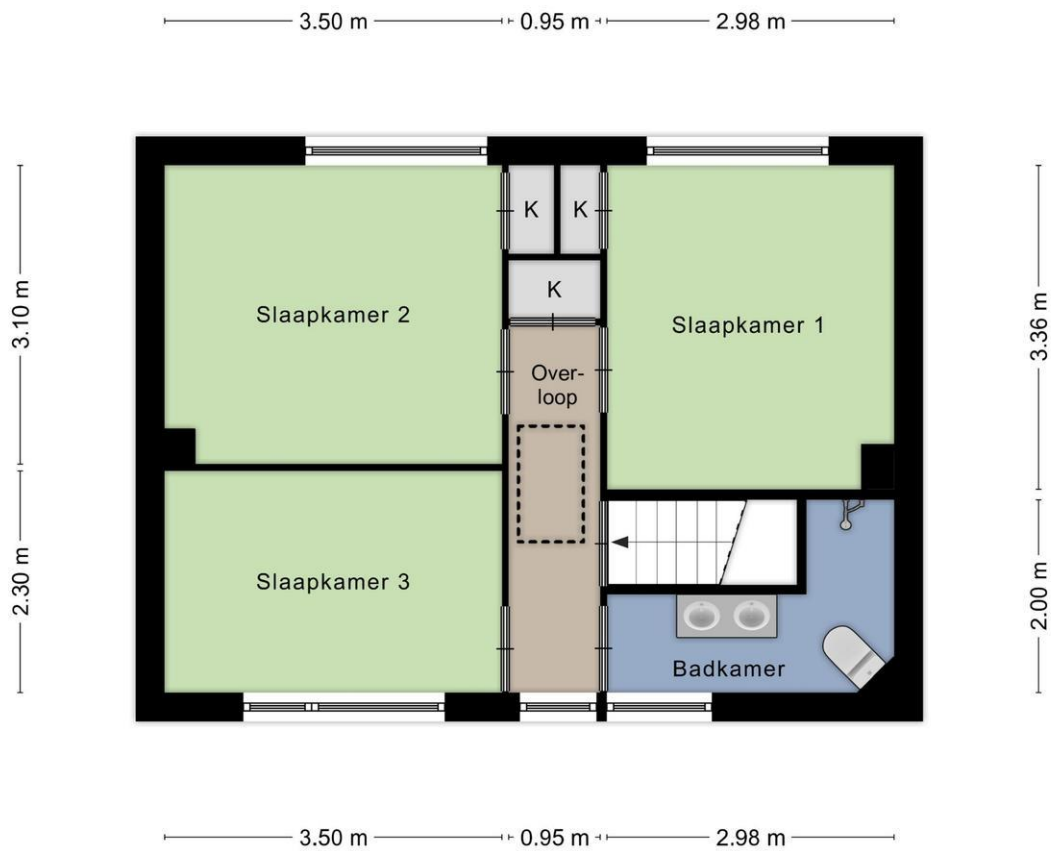 3.50 m
0.95 m
2.98 m
K
K
K
Slaapkamer 2
Slaapkamer 1
3.10 m
3.36 m
Over-
loop
Slaapkamer 3
2.30 m
2.00 m
Badkamer
3.50 m
0.95 m
2.98 m